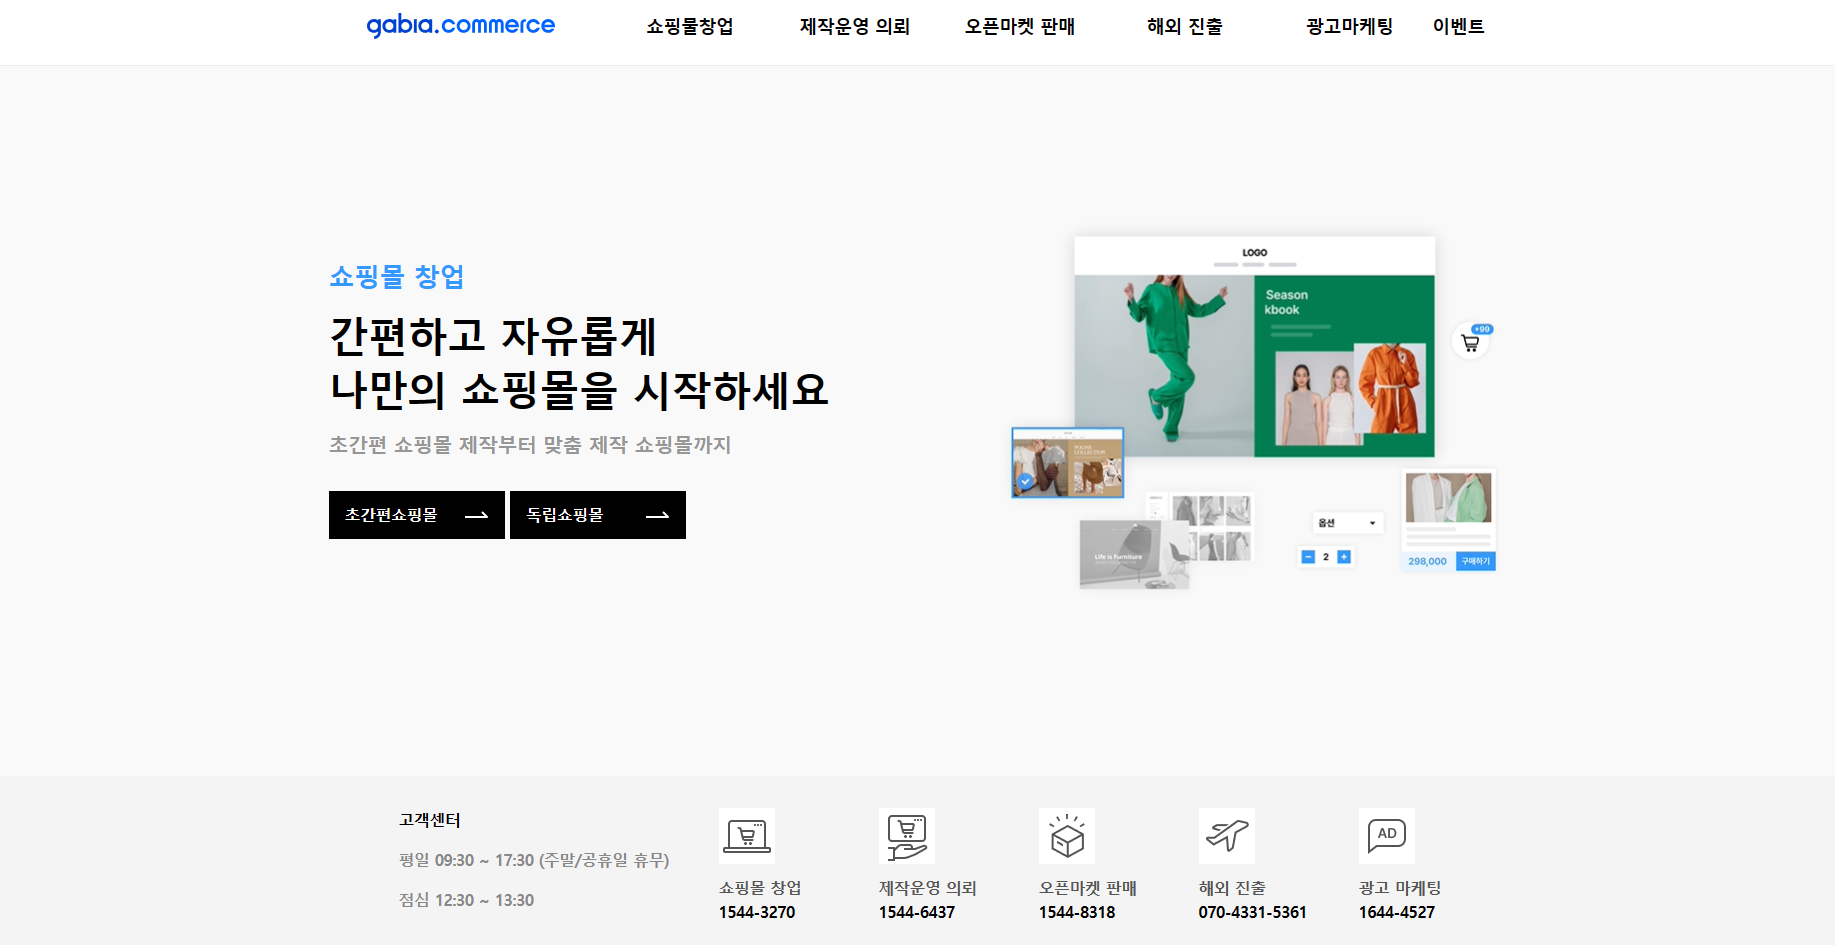 gabia.commerce
쇼핑몰창업
제작운영 의뢰
오픈마켓 판매
해외 진출
광고마케팅
이벤트
쇼핑몰 창업
간편하고 자유롭게
나만의 쇼핑몰을 시작하세요
초간편 쇼핑몰 제작부터 맞춤 제작 쇼핑몰까지
초간편쇼핑몰
독립쇼핑몰
LOGO
Season
kbook
+99
COLLECTION
Life is Furniture
옵션
2
298,000
구매하기
고객센터
평일 09:30 ~ 17:30 (주말/공휴일 휴무)
점심 12:30 ~ 13:30
쇼핑몰 창업
1544-3270
제작운영 의뢰
1544-6437
오픈마켓 판매
1544-8318
해외 진출
070-4331-5361
AD
광고 마케팅
1644-4527